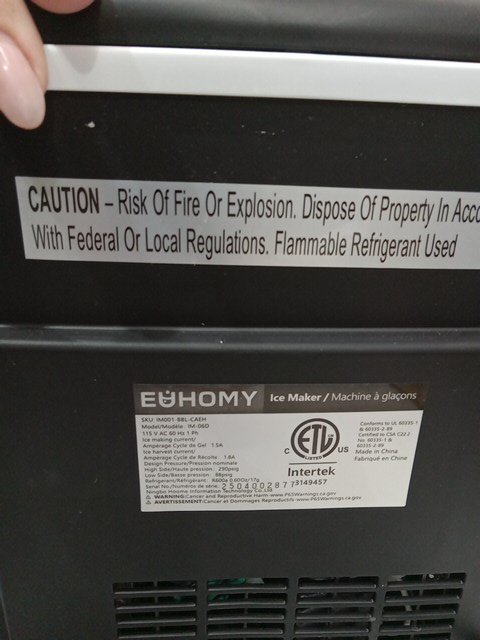 CAUTION – Risk Of Fire Or Explosion. Dispose Of Property In Acco
With Federal Or Local Regulations. Flammable Refrigerant Used
EUHOMY Ice Maker / Machine à glaçons
SKU: IM001-BBL-CAEH
Model/Modèle: IM-06D
115 V AC 60 Hz 1 Ph
Ice making current/
Ampérage Cycle de Gel 1.5A
Ice harvest current/
Ampérage Cycle de Récolte 1.8A
Design Pressure/Pression nominale
High Side/Haute pression 290psig
Low Side/Basse pression 88psig
Refrigerant/Réfrigérant R600a 0.60Oz/17g
Serial No/Numéros de série: 2504002877
Ningbo Hoome Information Technology Co.Ltd
WARNING:Cancer and Reproductive Harm-www.P65Warnings.ca.gov
AVERTISSEMENT:Cancer et Dommages Reproductifs-www.P65Warnings.ca.gov
C ETL US
LISTED
Intertek
3149457
Conforms to UL 60335-1
& 60335-2-89
Certified to CSA C22.2
No. 60335-1 &
60335-2-89
Made in China
Fabriqué en Chine